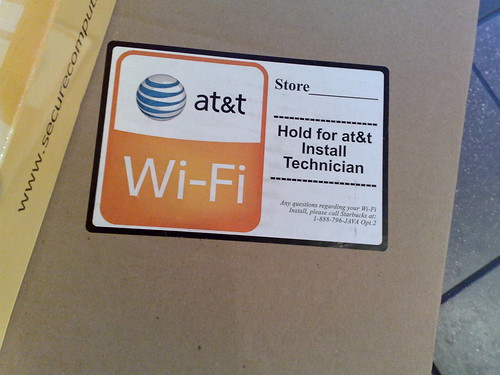 www.securecomput
at&t
Wi-Fi
Store__________
Hold for at&t
Install
Technician
Any questions regarding your Wi-Fi
Install, please call Starbucks at:
1-888-796-JAVA Opt.2